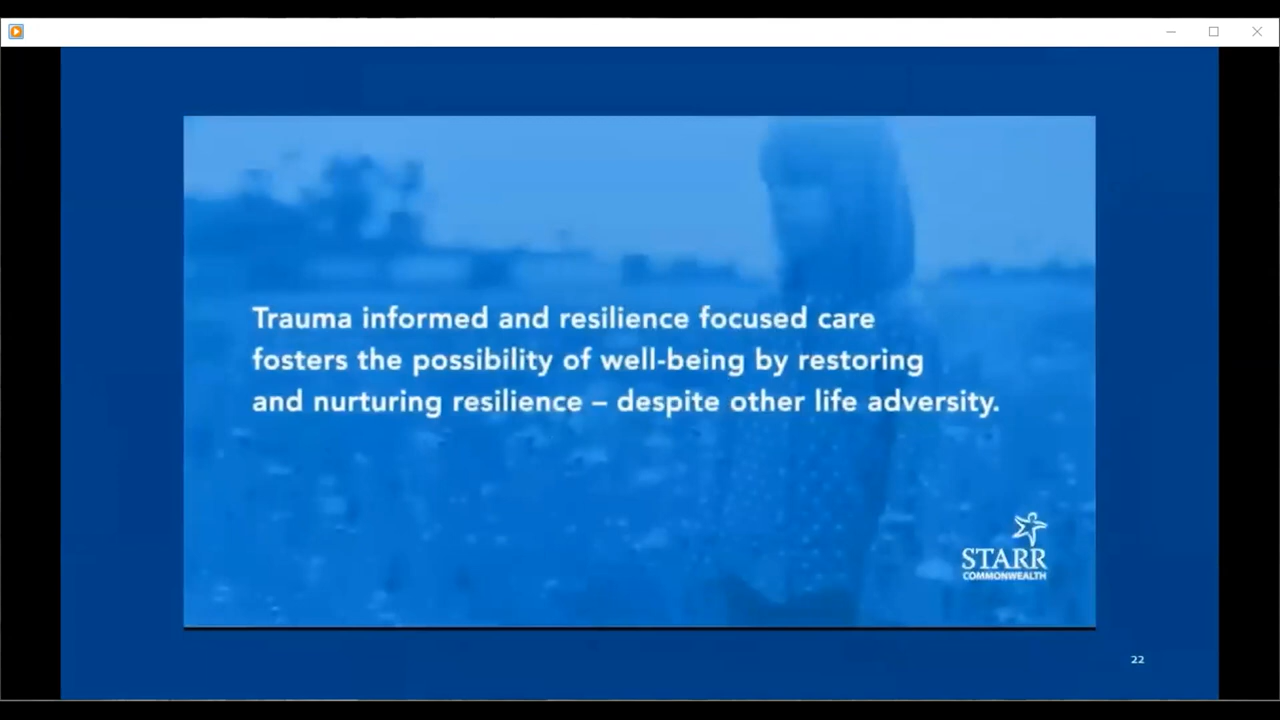 Trauma informed and resilience focused care
fosters the possibility of well-being by restoring
and nurturing resilience – despite other life adversity.
STARR
COMMONWEALTH
22